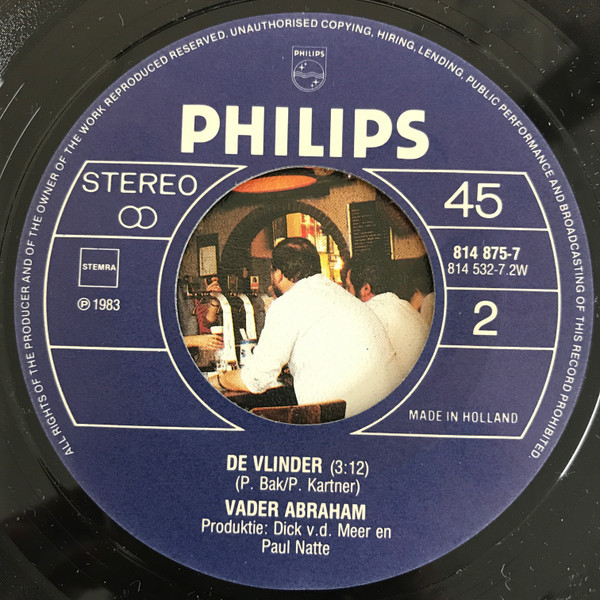 ALL RIGHTS OF THE PRODUCER AND OF THE OWNER OF THE WORK REPRODUCED RESERVED. UNAUTHORISED COPYING, HIRING, LENDING, PUBLIC PERFORMANCE AND BROADCASTING OF THIS RECORD PROHIBITED.
PHILIPS
PHILIPS
STEREO
45
STEMRA
814 875-7
814 532-7.2W
℗ 1983
2
MADE IN HOLLAND
DE VLINDER (3:12)
(P. Bak/P. Kartner)
VADER ABRAHAM
Produktie: Dick v.d. Meer en
Paul Natte